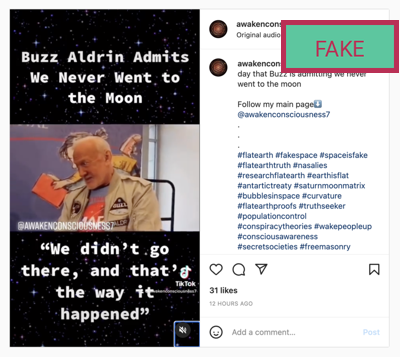 Buzz Aldrin Admits
We Never Went to
the Moon
@AWAKENCONSCIOUSNESS7
“We didn’t go
there, and that’s
the way it
happened”
TikTok
awakenconsc
Original audio
FAKE
awakenconsc
day that Buzz is admitting we never
went to the moon
Follow my main page⬇️
@awakenconsciousness7
.
.
.
#flatearth #fakespace #spaceisfake
#flatearthtruth #nasalies
#researchflatearth #earthisflat
#antarctictreaty #saturnmoonmatrix
#bubblesinspace #curvature
#flatearthproofs #truthseeker
#populationcontrol
#conspiracytheories #wakepeopleup
#consciousawareness
#secretsocieties #freemasonry
31 likes
12 HOURS AGO
Add a comment...
Post